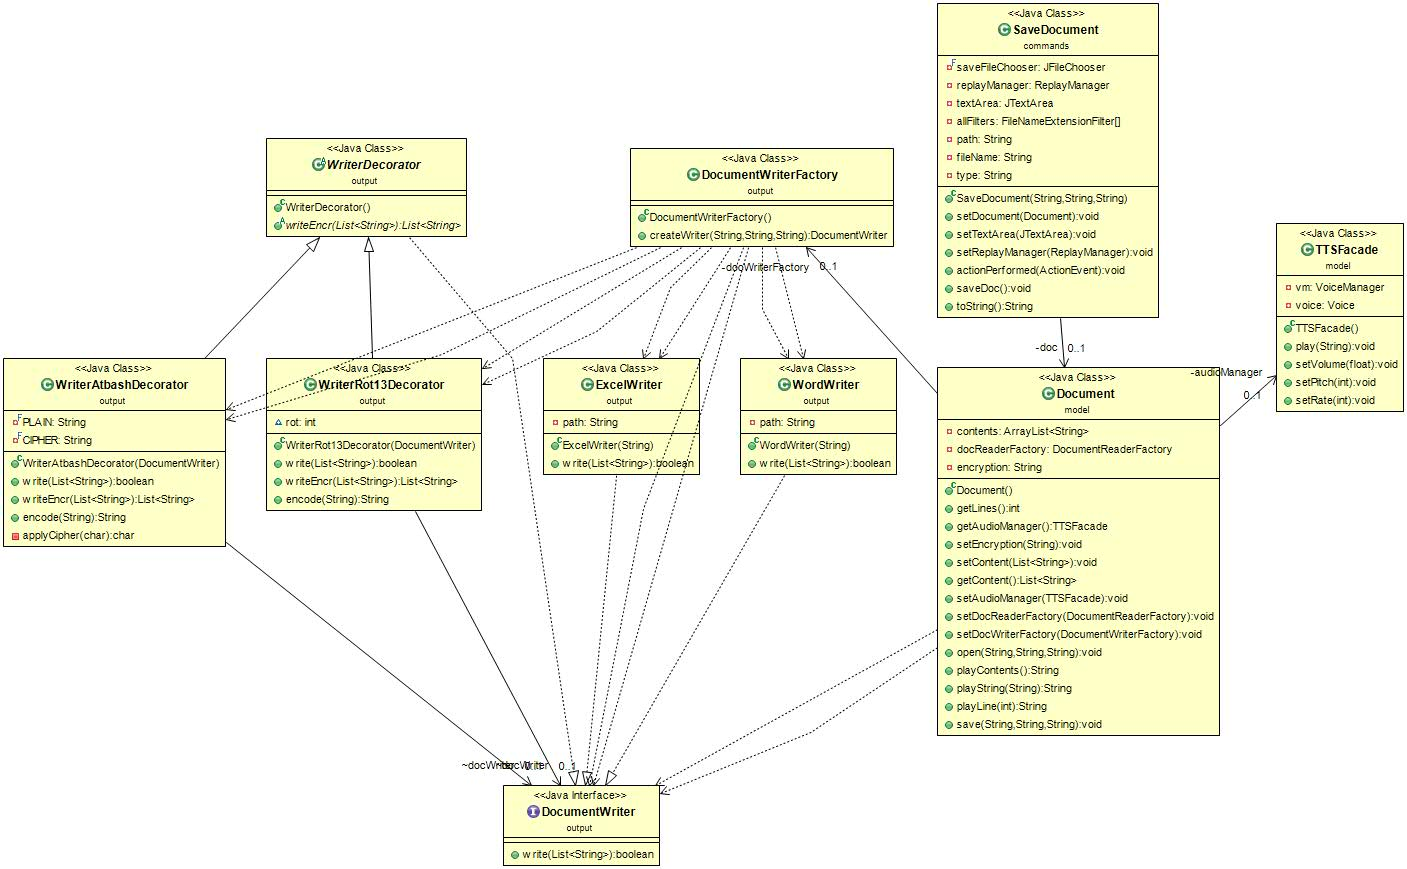 <<Java Class>>
SaveDocument
commands
saveFileChooser: JFileChooser
replayManager: ReplayManager
textArea: JTextArea
allFilters: FileNameExtensionFilter[]
path: String
fileName: String
type: String
SaveDocument(String,String,String)
setDocument(Document):void
setTextArea(JTextArea):void
setReplayManager(ReplayManager):void
actionPerformed(ActionEvent):void
saveDoc():void
toString():String
<<Java Class>>
WriterDecorator
output
WriterDecorator()
writeEncr(List<String>):List<String>
<<Java Class>>
DocumentWriterFactory
output
DocumentWriterFactory()
createWriter(String,String,String):DocumentWriter
<<Java Class>>
TTSFacade
model
vm: VoiceManager
voice: Voice
TTSFacade()
play(String):void
setVolume(float):void
setPitch(int):void
setRate(int):void
-docWriterFactory
0..1
-doc
0..1
-audioManager
0..1
<<Java Class>>
WriterAtbashDecorator
output
PLAIN: String
CIPHER: String
WriterAtbashDecorator(DocumentWriter)
write(List<String>):boolean
writeEncr(List<String>):List<String>
encode(String):String
applyCipher(char):char
<<Java Class>>
WriterRot13Decorator
output
rot: int
WriterRot13Decorator(DocumentWriter)
write(List<String>):boolean
writeEncr(List<String>):List<String>
encode(String):String
<<Java Class>>
ExcelWriter
output
path: String
ExcelWriter(String)
write(List<String>):boolean
<<Java Class>>
WordWriter
output
path: String
WordWriter(String)
write(List<String>):boolean
<<Java Class>>
Document
model
contents: ArrayList<String>
docReaderFactory: DocumentReaderFactory
encryption: String
Document()
getLines():int
getAudioManager():TTSFacade
setEncryption(String):void
setContent(List<String>):void
getContent():List<String>
setAudioManager(TTSFacade):void
setDocReaderFactory(DocumentReaderFactory):void
setDocWriterFactory(DocumentWriterFactory):void
open(String,String,String):void
playContents():String
playString(String):String
playLine(int):String
save(String,String,String):void
~docWriter
0..1
~docWriter
0..1
<<Java Interface>>
DocumentWriter
output
write(List<String>):boolean